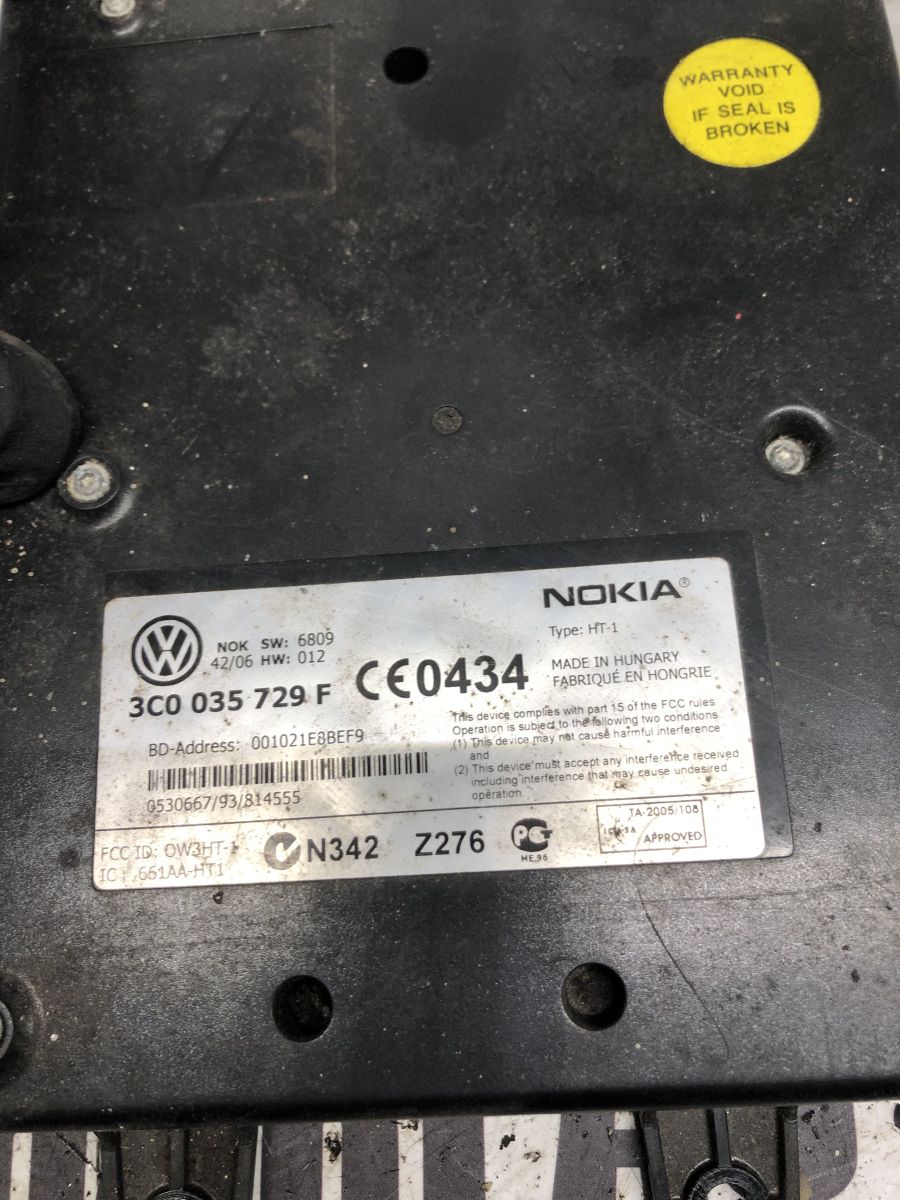 WARRANTY
VOID
IF SEAL IS
BROKEN
NOKIA®
Type: HT-1
NOK SW: 6809
42/06 HW: 012
3C0 035 729 F
CE0434
MADE IN HUNGARY
FABRIQUÉ EN HONGRIE
BD-Address: 001021E8BEF9
This device complies with part 15 of the FCC rules.
Operation is subject to the following two conditions
(1) This device may not cause harmful interference
and
(2) This device must accept any interference received
including interference that may cause undesired
operation.
0530667/93/814555
FCC ID: OW3HT-1
IC : 661AA-HT1
N342
Z276
ME.96
TA-2005/108
APPROVED